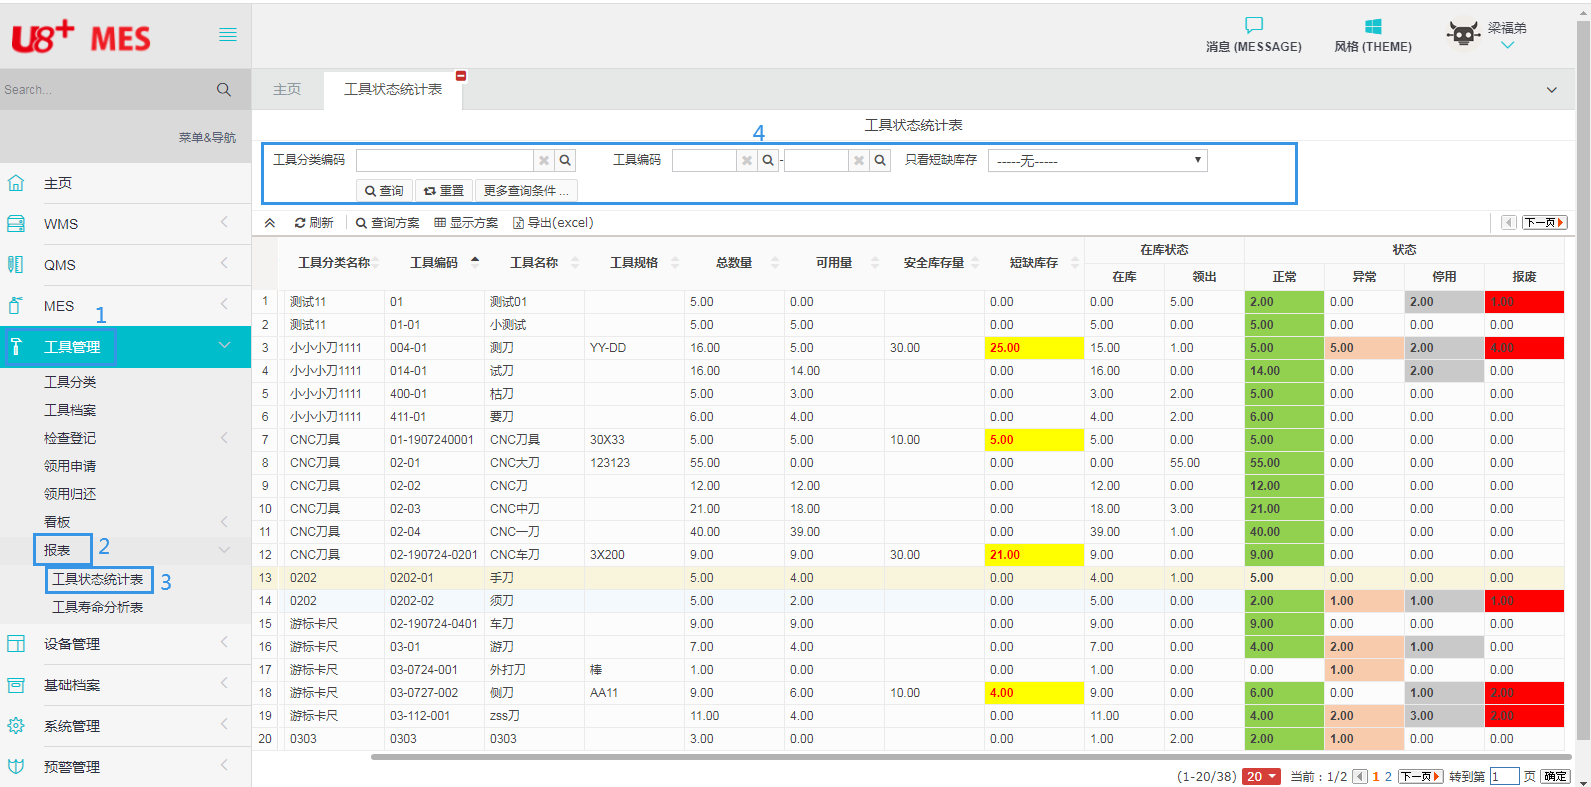 U8+ MES
消息 (MESSAGE)
风格 (THEME)
梁福弟
Search...
主页
工具状态统计表
菜单&导航
工具状态统计表
4
工具分类编码
工具编码
-
只看短缺库存
-----无-----
查询
重置
更多查询条件 ...
刷新
查询方案
显示方案
导出(excel)
下一页
主页
WMS
QMS
MES
1
工具管理
工具分类
工具档案
检查登记
领用申请
领用归还
看板
报表
2
工具状态统计表
3
工具寿命分析表
设备管理
基础档案
系统管理
预警管理
在库状态 状态
工具分类名称 工具编码 工具名称 工具规格 总数量 可用量 安全库存量 短缺库存 在库 领出 正常 异常 停用 报废
1 测试11 01 测试01 5.00 0.00 0.00 0.00 5.00 2.00 0.00 2.00 1.00
2 测试11 01-01 小测试 5.00 5.00 0.00 5.00 0.00 5.00 0.00 0.00 0.00
3 小小小刀1111 004-01 测刀 YY-DD 16.00 5.00 30.00 25.00 15.00 1.00 5.00 5.00 2.00 4.00
4 小小小刀1111 014-01 试刀 16.00 14.00 0.00 16.00 0.00 14.00 0.00 2.00 0.00
5 小小小刀1111 400-01 枯刀 5.00 3.00 0.00 3.00 2.00 5.00 0.00 0.00 0.00
6 小小小刀1111 411-01 要刀 6.00 4.00 0.00 4.00 2.00 6.00 0.00 0.00 0.00
7 CNC刀具 01-1907240001 CNC刀具 30X33 5.00 5.00 10.00 5.00 5.00 0.00 5.00 0.00 0.00 0.00
8 CNC刀具 02-01 CNC大刀 123123 55.00 0.00 0.00 0.00 55.00 55.00 0.00 0.00 0.00
9 CNC刀具 02-02 CNC刀 12.00 12.00 0.00 12.00 0.00 12.00 0.00 0.00 0.00
10 CNC刀具 02-03 CNC中刀 21.00 18.00 0.00 18.00 3.00 21.00 0.00 0.00 0.00
11 CNC刀具 02-04 CNC一刀 40.00 39.00 0.00 39.00 1.00 40.00 0.00 0.00 0.00
12 CNC刀具 02-190724-0201 CNC车刀 3X200 9.00 9.00 30.00 21.00 9.00 0.00 9.00 0.00 0.00 0.00
13 0202 0202-01 手刀 5.00 4.00 0.00 4.00 1.00 5.00 0.00 0.00 0.00
14 0202 0202-02 须刀 5.00 2.00 0.00 5.00 0.00 2.00 1.00 1.00 1.00
15 游标卡尺 02-190724-0401 车刀 9.00 9.00 0.00 9.00 0.00 9.00 0.00 0.00 0.00
16 游标卡尺 03-01 游刀 7.00 4.00 0.00 7.00 0.00 4.00 2.00 1.00 0.00
17 游标卡尺 03-0724-001 外打刀 棒 1.00 0.00 0.00 1.00 0.00 0.00 1.00 0.00 0.00
18 游标卡尺 03-0727-002 侧刀 AA11 9.00 6.00 10.00 4.00 9.00 0.00 6.00 0.00 1.00 2.00
19 游标卡尺 03-112-001 zss刀 11.00 4.00 0.00 11.00 0.00 4.00 2.00 3.00 2.00
20 0303 0303 0303 3.00 0.00 0.00 1.00 2.00 2.00 1.00 0.00 0.00
(1-20/38) 20 当前：1/2 1 2 下一页 转到第 1 页 确定